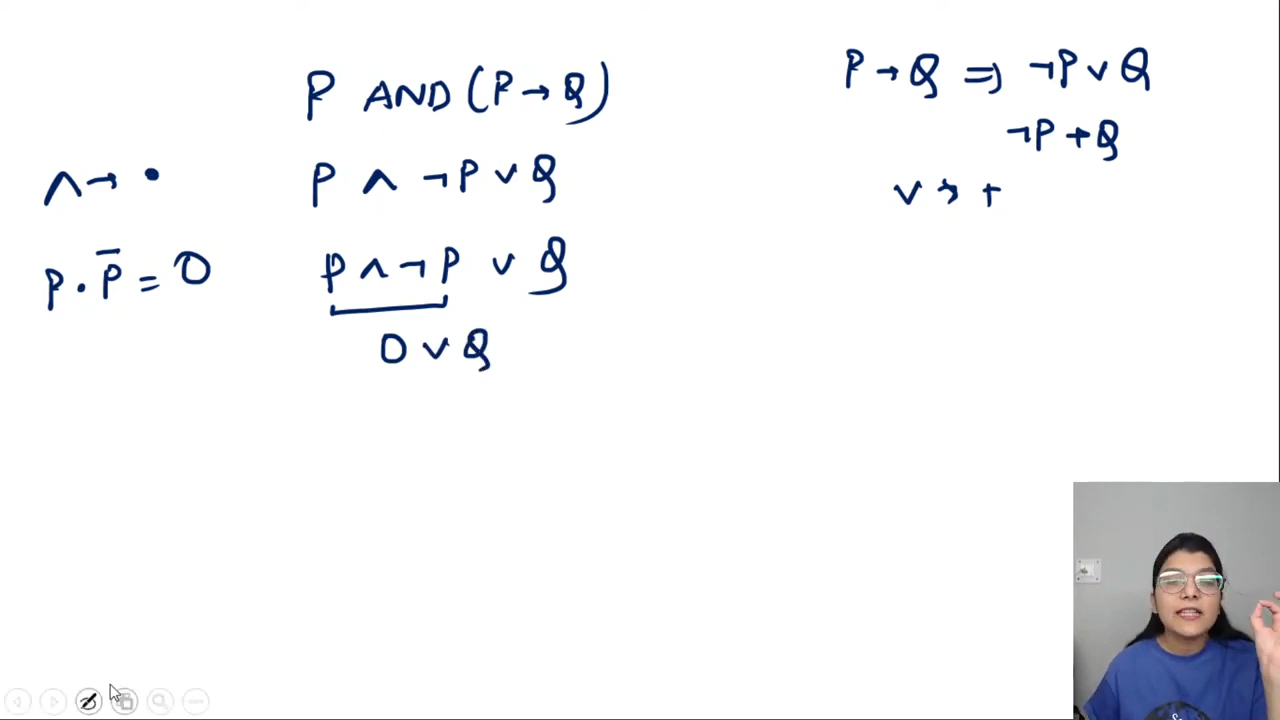 P AND (P → Q)
P ∧ ¬P ∨ Q
P ∧ ¬P ∨ Q
0 ∨ Q
∧ → •
P . P̅ = 0
P → Q ⇒ ¬P ∨ Q
¬P + Q
∨ → +